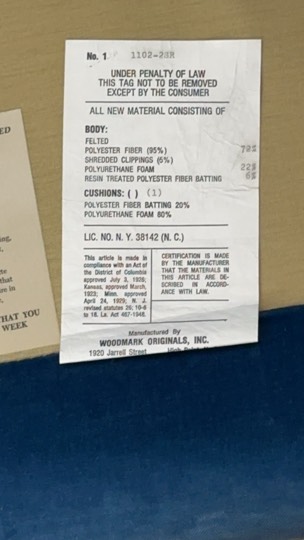 No. 1 1102-2HR
UNDER PENALTY OF LAW
THIS TAG NOT TO BE REMOVED
EXCEPT BY THE CONSUMER
ALL NEW MATERIAL CONSISTING OF
BODY:
FELTED
POLYESTER FIBER (95%)
SHREDDED CLIPPINGS (5%)
POLYURETHANE FOAM 22%
RESIN TREATED POLYESTER FIBER BATTING
CUSHIONS: ( ) (1)
POLYESTER FIBER BATTING 20%
POLYURETHANE FOAM 80%
LIC. NO. N. Y. 38142 (N. C.)
This article is made in
compliance with an Act of
the District of Columbia
approved July 3, 1926;
Kansas, approved March,
1923; Minn. approved
April 24, 1929; N. J.
revised statutes 26; 10-6
to 18. La. Act 467-1948.
CERTIFICATION IS MADE
BY THE MANUFACTURER
THAT THE MATERIALS IN
THIS ARTICLE ARE DE-
SCRIBED IN ACCORD-
ANCE WITH LAW.
Manufactured By
WOODMARK ORIGINALS, INC.
1920 Jarrell Street High
ED
that
HAT YOU
WEEK